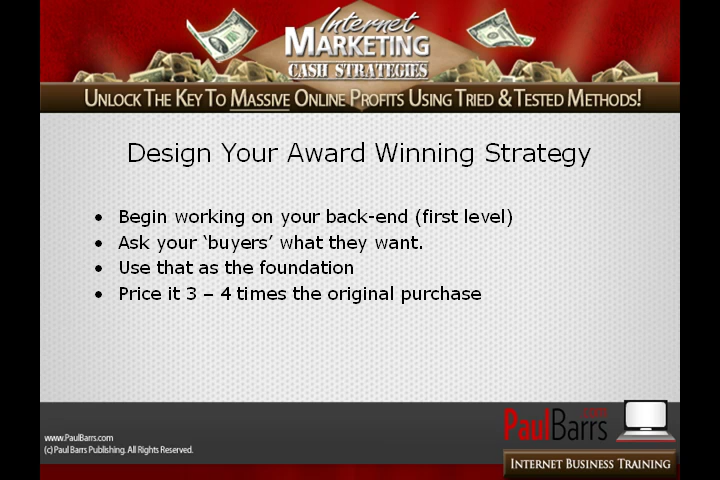 Internet
MARKETING
CASH STRATEGIES
UNLOCK THE KEY TO MASSIVE ONLINE PROFITS USING TRIED & TESTED METHODS!
Design Your Award Winning Strategy
• Begin working on your back-end (first level)
• Ask your ‘buyers’ what they want.
• Use that as the foundation
• Price it 3 – 4 times the original purchase
www.PaulBarrs.com
(c) Paul Barrs Publishing. All Rights Reserved.
PaulBarrs.com
INTERNET BUSINESS TRAINING